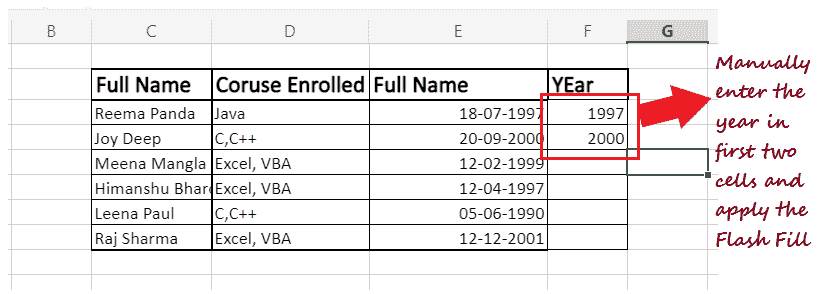 B C D E F G
Full Name Coruse Enrolled Full Name YEar
Reema Panda Java 18-07-1997 1997
Joy Deep C,C++ 20-09-2000 2000
Meena Mangla Excel, VBA 12-02-1999
Himanshu Bhar Excel, VBA 12-04-1997
Leena Paul C,C++ 05-06-1990
Raj Sharma Excel, VBA 12-12-2001
Manually
enter the
year in
first two
cells and
apply the
Flash Fill